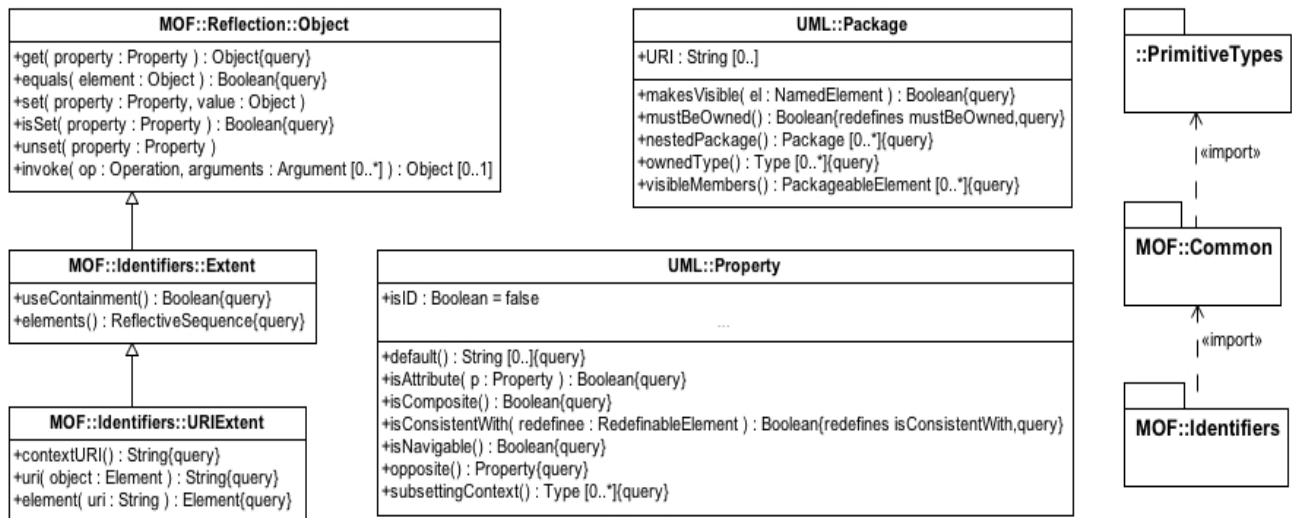 MOF::Reflection::Object
+get( property : Property ) : Object{query}
+equals( element : Object ) : Boolean{query}
+set( property : Property, value : Object )
+isSet( property : Property ) : Boolean{query}
+unset( property : Property )
+invoke( op : Operation, arguments : Argument [0..*] ) : Object [0..1]
MOF::Identifiers::Extent
+useContainment() : Boolean{query}
+elements() : ReflectiveSequence{query}
MOF::Identifiers::URIExtent
+contextURI() : String{query}
+uri( object : Element ) : String{query}
+element( uri : String ) : Element{query}
UML::Package
+URI : String [0..]
+makesVisible( el : NamedElement ) : Boolean{query}
+mustBeOwned() : Boolean{redefines mustBeOwned,query}
+nestedPackage() : Package [0..*]{query}
+ownedType() : Type [0..*]{query}
+visibleMembers() : PackageableElement [0..*]{query}
UML::Property
+isID : Boolean = false
...
+default() : String [0..]{query}
+isAttribute( p : Property ) : Boolean{query}
+isComposite() : Boolean{query}
+isConsistentWith( redefinee : RedefinableElement ) : Boolean{redefines isConsistentWith,query}
+isNavigable() : Boolean{query}
+opposite() : Property{query}
+subsettingContext() : Type [0..*]{query}
::PrimitiveTypes
«import»
MOF::Common
«import»
MOF::Identifiers